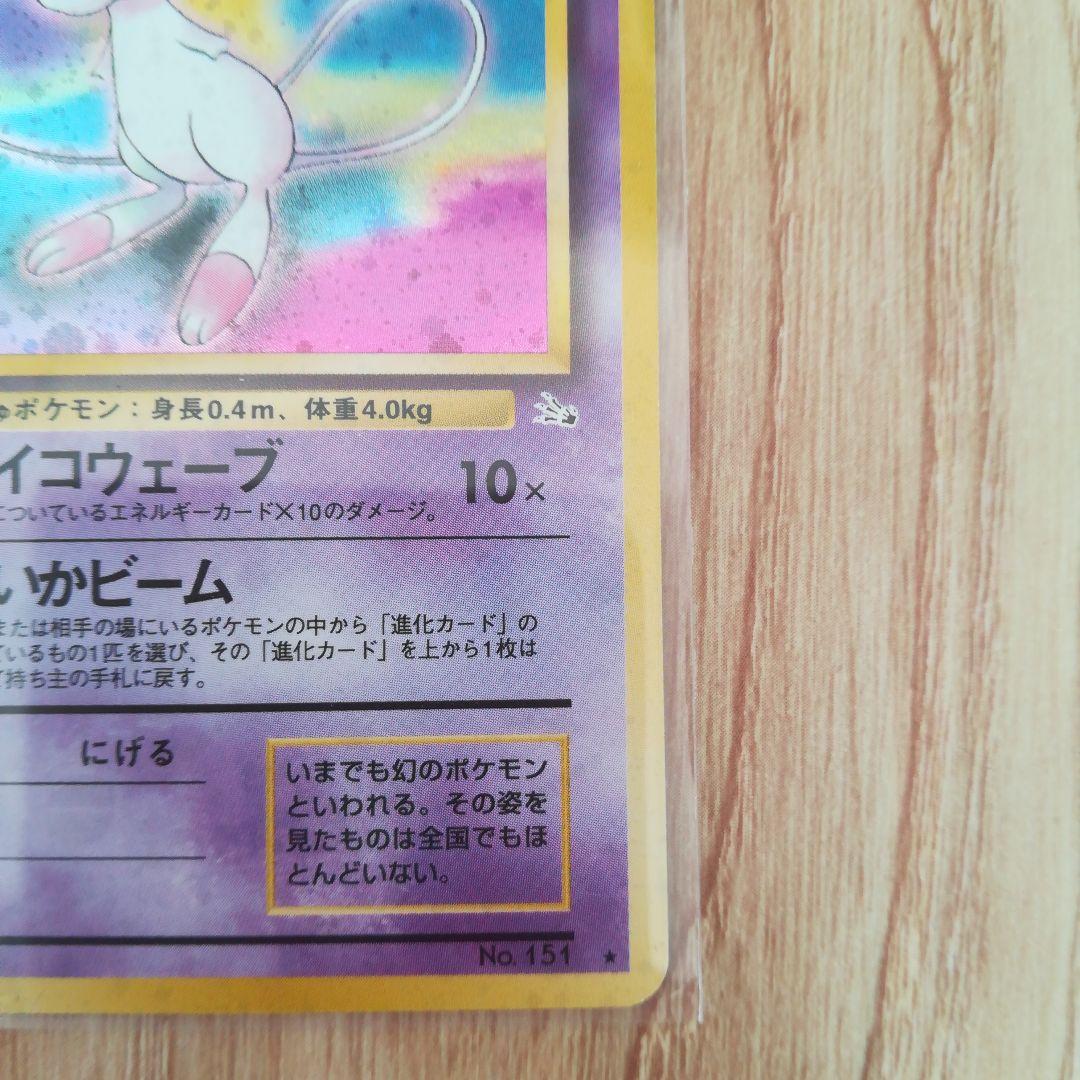 ポケモン：身長0.4m、体重4.0kg
イコウェーブ 10×
についているエネルギーカード×10のダメージ。
いかビーム
または相手の場にいるポケモンの中から「進化カード」の
ているもの1匹を選び、その「進化カード」を上から1枚は
て持ち主の手札に戻す。
にげる
いまでも幻のポケモン
といわれる。その姿を
見たものは全国でもほ
とんどいない。
No. 151 ★